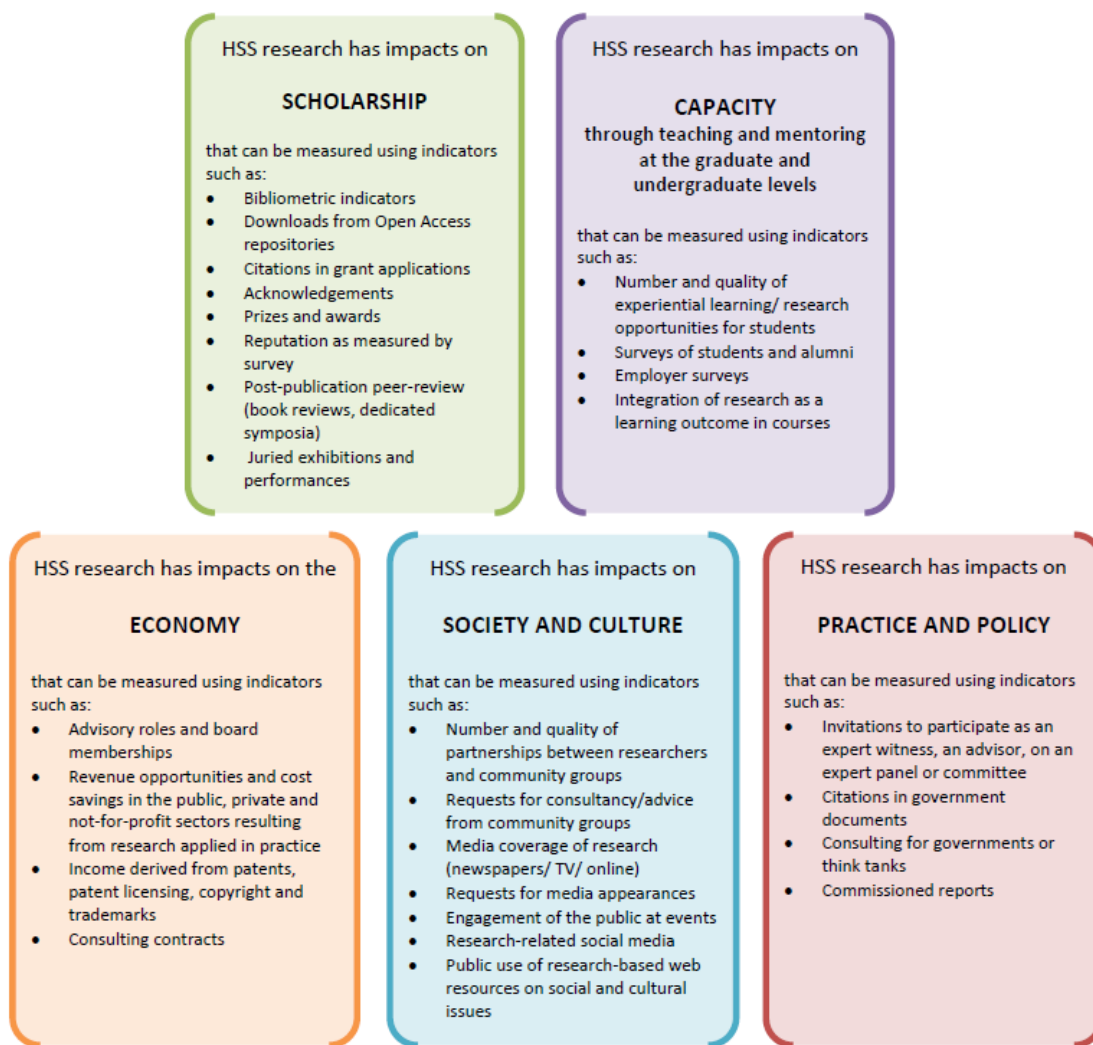 HSS research has impacts on
SCHOLARSHIP
that can be measured using indicators
such as:
• Bibliometric indicators
• Downloads from Open Access
repositories
• Citations in grant applications
• Acknowledgements
• Prizes and awards
• Reputation as measured by
survey
• Post-publication peer-review
(book reviews, dedicated
symposia)
• Juried exhibitions and
performances
HSS research has impacts on
CAPACITY
through teaching and mentoring
at the graduate and
undergraduate levels
that can be measured using indicators
such as:
• Number and quality of
experiential learning/ research
opportunities for students
• Surveys of students and alumni
• Employer surveys
• Integration of research as a
learning outcome in courses
HSS research has impacts on the
ECONOMY
that can be measured using indicators
such as:
• Advisory roles and board
memberships
• Revenue opportunities and cost
savings in the public, private and
not-for-profit sectors resulting
from research applied in practice
• Income derived from patents,
patent licensing, copyright and
trademarks
• Consulting contracts
HSS research has impacts on
SOCIETY AND CULTURE
that can be measured using indicators
such as:
• Number and quality of
partnerships between researchers
and community groups
• Requests for consultancy/advice
from community groups
• Media coverage of research
(newspapers/ TV/ online)
• Requests for media appearances
• Engagement of the public at events
• Research-related social media
• Public use of research-based web
resources on social and cultural
issues
HSS research has impacts on
PRACTICE AND POLICY
that can be measured using indicators
such as:
• Invitations to participate as an
expert witness, an advisor, on an
expert panel or committee
• Citations in government
documents
• Consulting for governments or
think tanks
• Commissioned reports